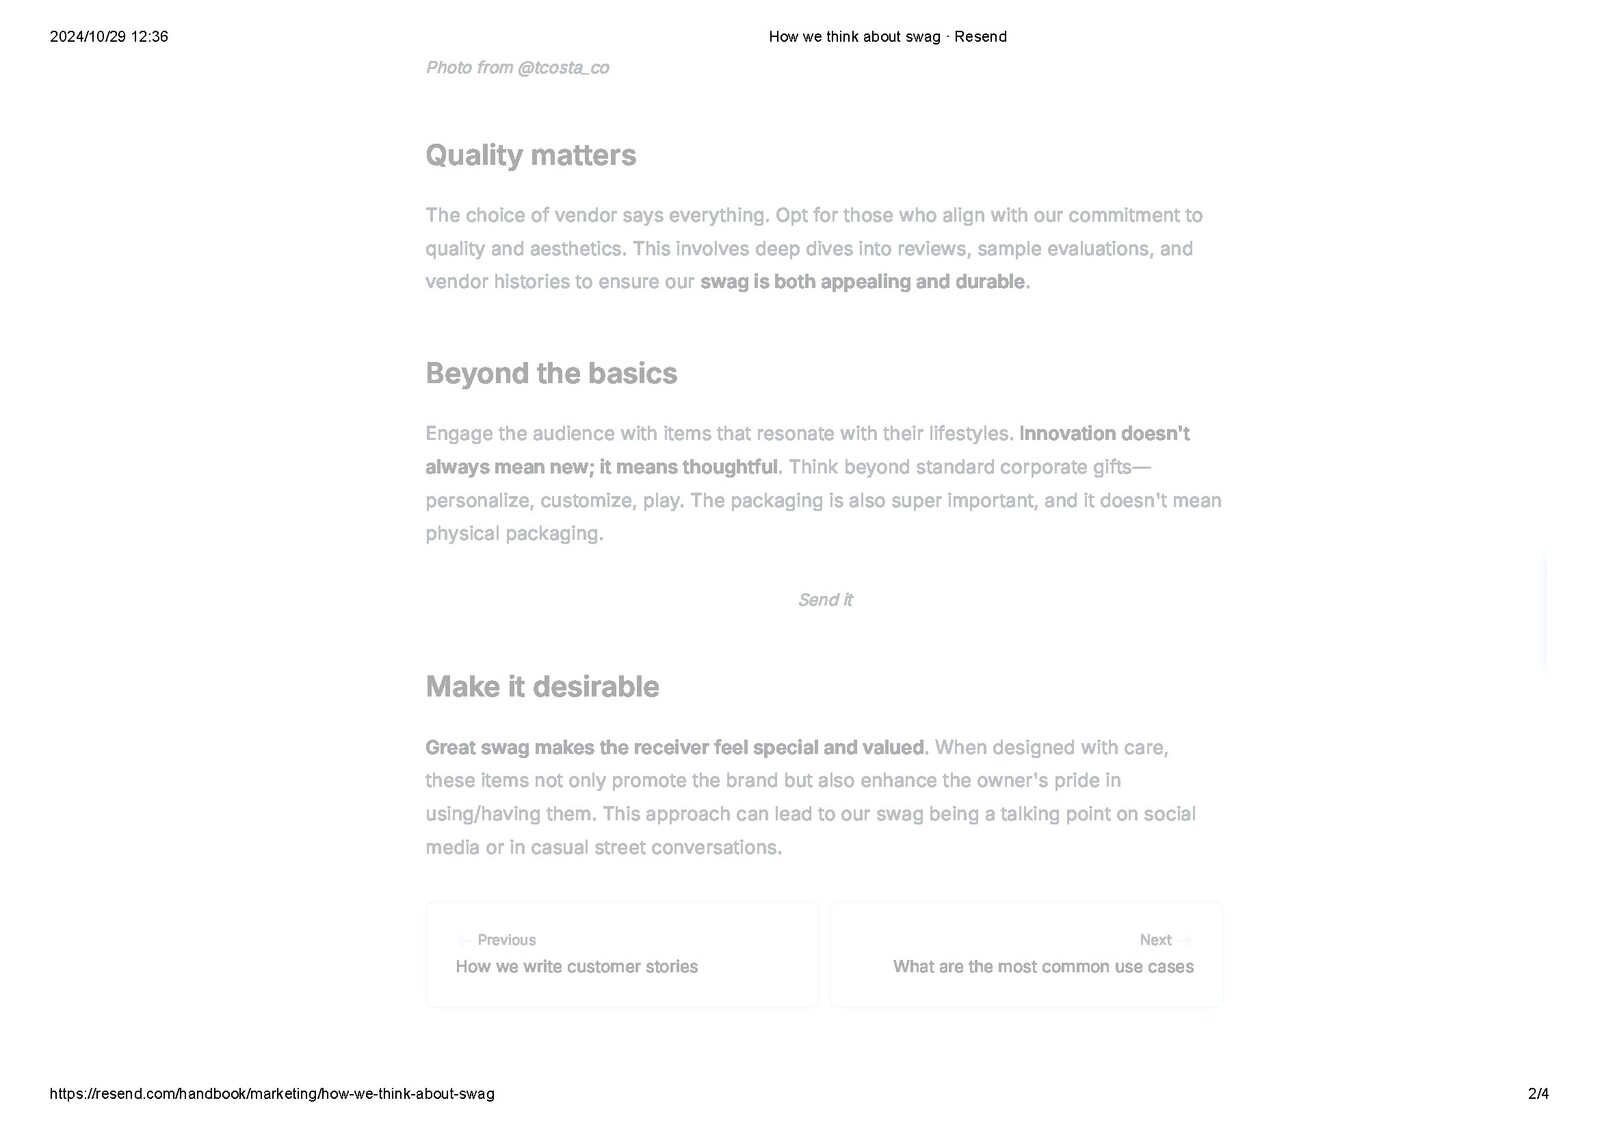 2024/10/29 12:36
How we think about swag · Resend
Photo from @tcosta_co
Quality matters
The choice of vendor says everything. Opt for those who align with our commitment to
quality and aesthetics. This involves deep dives into reviews, sample evaluations, and
vendor histories to ensure our swag is both appealing and durable.
Beyond the basics
Engage the audience with items that resonate with their lifestyles. Innovation doesn't
always mean new; it means thoughtful. Think beyond standard corporate gifts—
personalize, customize, play. The packaging is also super important, and it doesn't mean
physical packaging.
Send it
Make it desirable
Great swag makes the receiver feel special and valued. When designed with care,
these items not only promote the brand but also enhance the owner's pride in
using/having them. This approach can lead to our swag being a talking point on social
media or in casual street conversations.
← Previous
How we write customer stories
Next →
What are the most common use cases
https://resend.com/handbook/marketing/how-we-think-about-swag
2/4